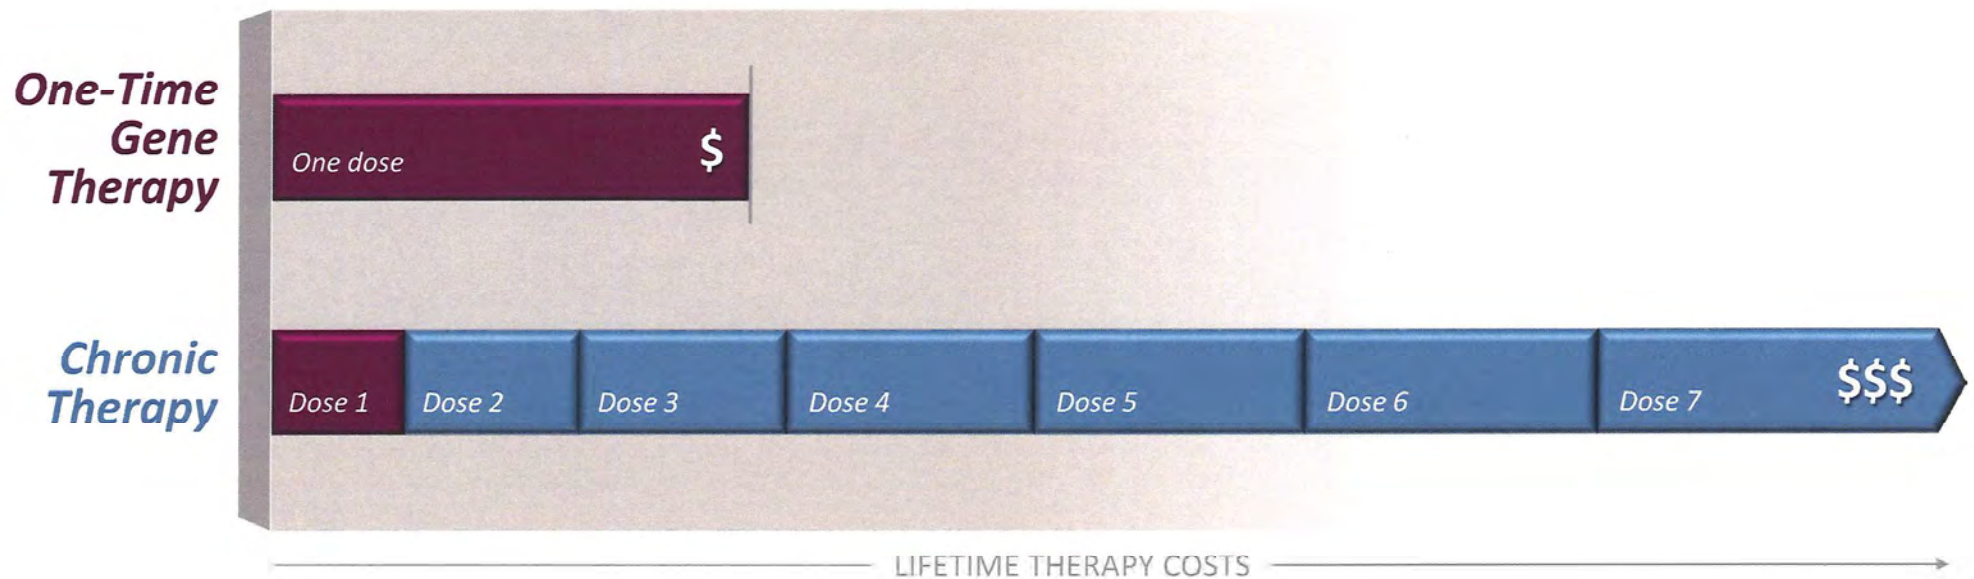 One-Time
Gene
Therapy
One dose
$
Chronic
Therapy
Dose 1
Dose 2
Dose 3
Dose 4
Dose 5
Dose 6
Dose 7
$$$
LIFETIME THERAPY COSTS